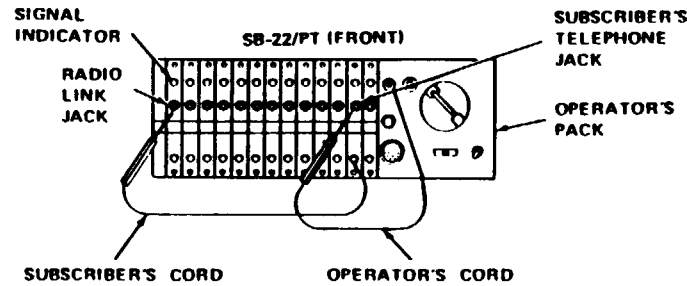 SIGNAL
INDICATOR
SB-22/PT (FRONT)
SUBSCRIBER'S
TELEPHONE
JACK
RADIO
LINK
JACK
OPERATOR'S
PACK
SUBSCRIBER'S CORD
OPERATOR'S CORD